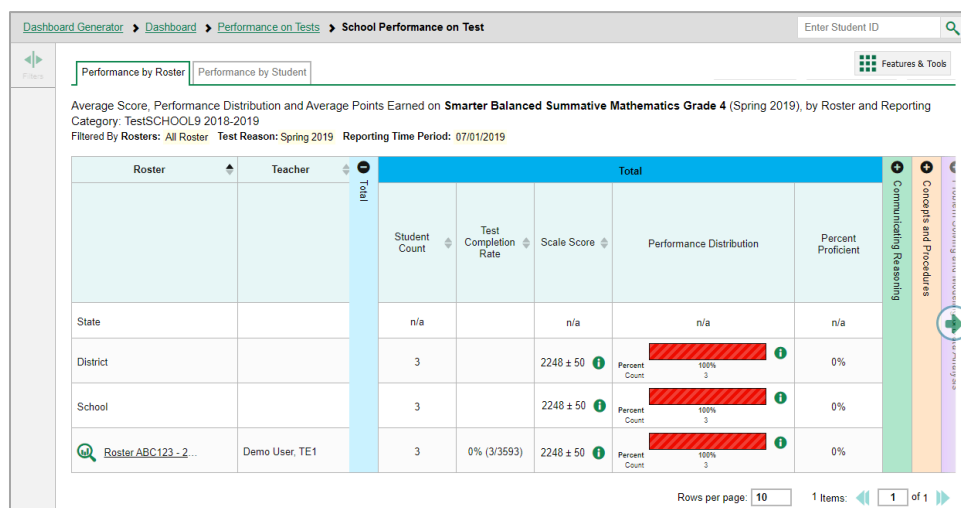 Dashboard Generator > Dashboard > Performance on Tests > School Performance on Test
Enter Student ID
Filters
Performance by Roster
Performance by Student
Features & Tools
Average Score, Performance Distribution and Average Points Earned on Smarter Balanced Summative Mathematics Grade 4 (Spring 2019), by Roster and Reporting
Category: TestSCHOOL9 2018-2019
Filtered By Rosters: All Roster Test Reason: Spring 2019 Reporting Time Period: 07/01/2019
Roster Teacher Total Total
Student Count
Test Completion Rate
Scale Score
Performance Distribution
Percent Proficient
Communicating Reasoning
Concepts and Procedures
State n/a n/a n/a n/a
District 3 2248 ± 50 Percent 100% Count 3 0%
School 3 2248 ± 50 Percent 100% Count 3 0%
Roster ABC123 - 2... Demo User, TE1 3 0% (3/3593) 2248 ± 50 Percent 100% Count 3 0%
Rows per page: 10 1 Items: 1 of 1